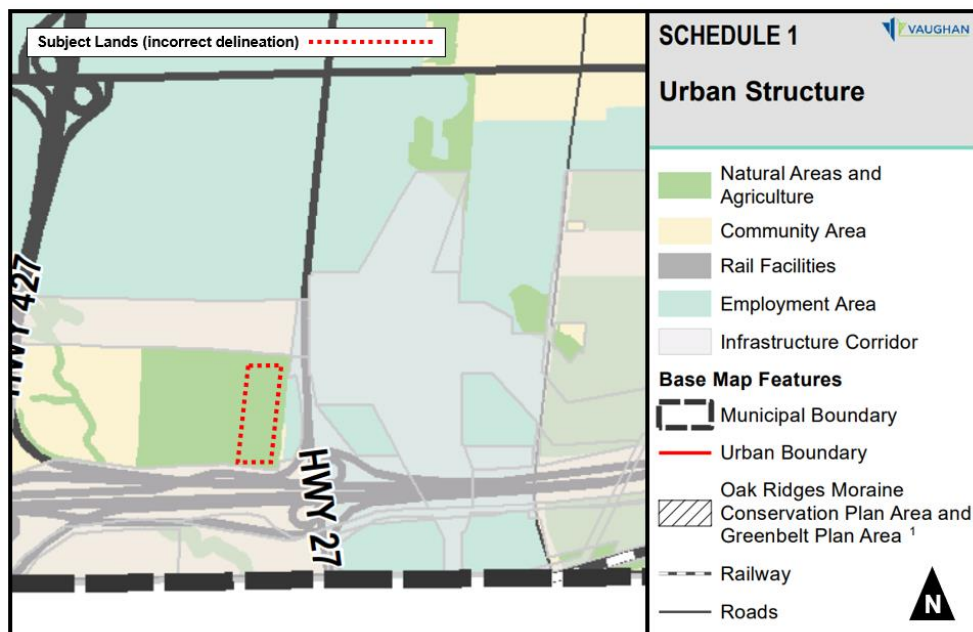 Subject Lands (incorrect delineation)
HWY 427
HWY 27
SCHEDULE 1
VAUGHAN
Urban Structure
Natural Areas and
Agriculture
Community Area
Rail Facilities
Employment Area
Infrastructure Corridor
Base Map Features
Municipal Boundary
Urban Boundary
Oak Ridges Moraine
Conservation Plan Area and
Greenbelt Plan Area 1
Railway
Roads
N